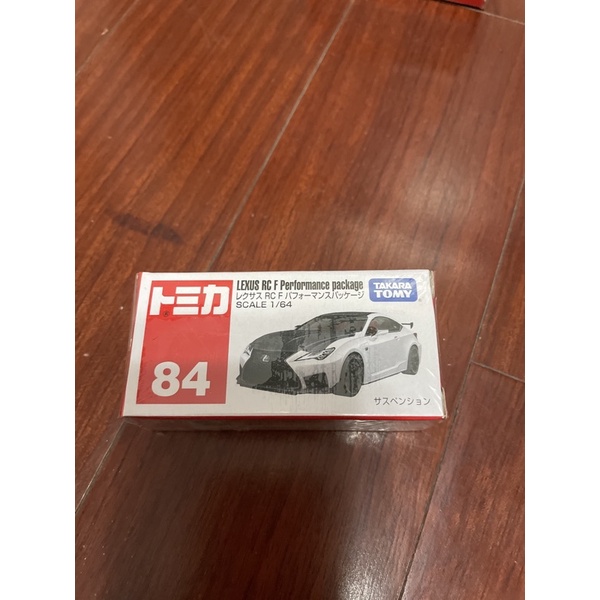 トミカ
84
LEXUS RC F Performance package
レクサス RC F パフォーマンスパッケージ
SCALE 1/64
TAKARA
TOMY
サスペンション